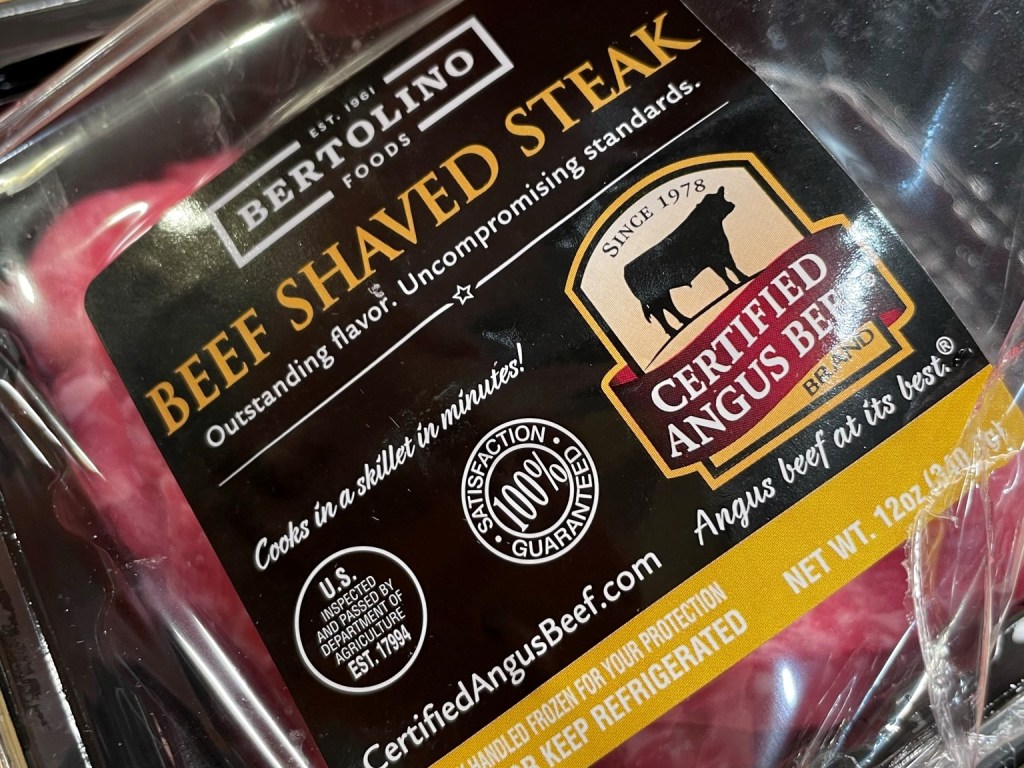 EST. 1961
BERTOLINO
FOODS
BEEF SHAVED STEAK
Outstanding flavor. Uncompromising standards.
SINCE 1978
CERTIFIED
ANGUS BEEF
BRAND
Angus beef at its best.®
Cooks in a skillet in minutes!
SATISFACTION
100%
GUARANTEED
U.S.
INSPECTED
AND PASSED BY
DEPARTMENT OF
AGRICULTURE
EST. 17994
CertifiedAngusBeef.com
HANDLED FROZEN FOR YOUR PROTECTION
OR KEEP REFRIGERATED
NET WT. 12oz (340